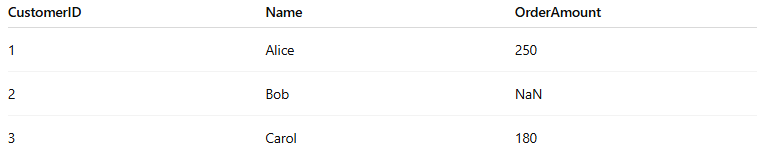 CustomerID Name OrderAmount
1 Alice 250
2 Bob NaN
3 Carol 180